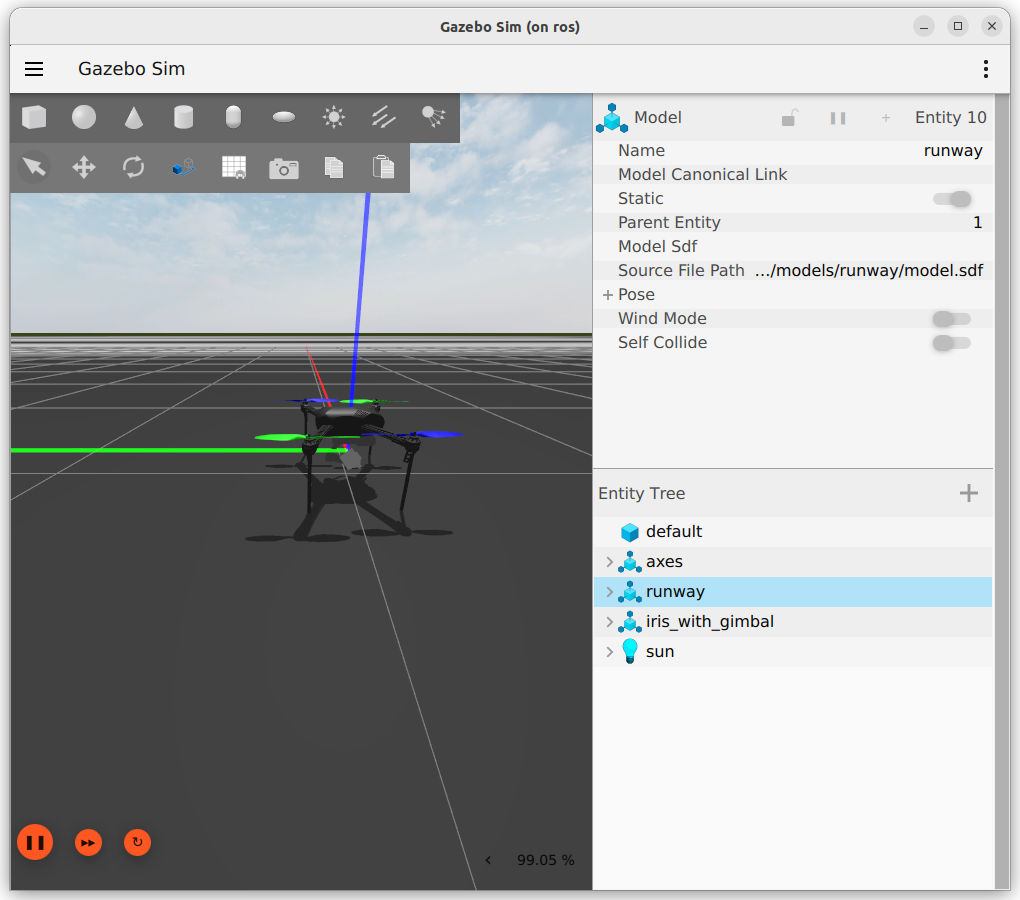 Gazebo Sim (on ros)
Gazebo Sim
Model Entity 10
Name runway
Model Canonical Link
Static
Parent Entity 1
Model Sdf
Source File Path …/models/runway/model.sdf
+ Pose
Wind Mode
Self Collide
Entity Tree
default
axes
runway
iris_with_gimbal
sun
99.05 %